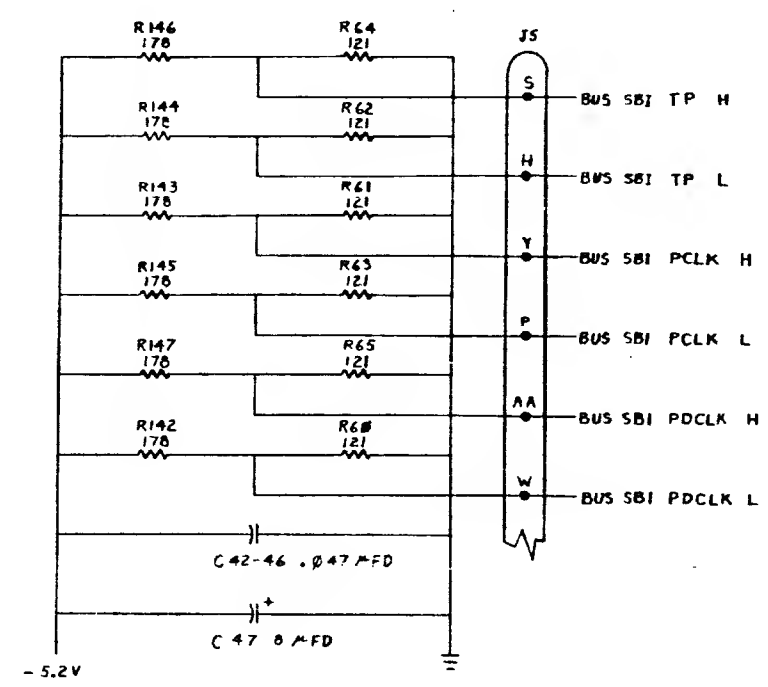 R146 R64 J5
178 121
S
BUS SBI TP H
R144 R62
178 121
H
BUS SBI TP L
R143 R61
178 121
Y
BUS SBI PCLK H
R145 R63
178 121
P
BUS SBI PCLK L
R147 R65
178 121
AA
BUS SBI PDCLK H
R142 R60
178 121
W
BUS SBI PDCLK L
C42-46 .047 µFD
+
C47 8 µFD
-5.2V